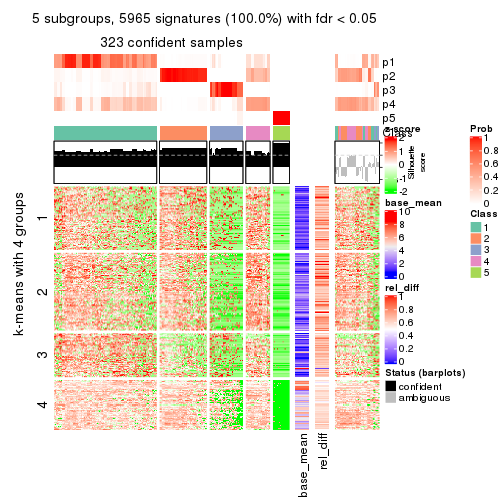 5 subgroups, 5965 signatures (100.0%) with fdr < 0.05
323 confident samples
p1
p2
p3
p4
p5
Class
Silhouette
score
k-means with 4 groups
1
2
3
4
base_mean
rel_diff
z-score
2
1
0
-1
-2
base_mean
10
8
6
4
2
0
rel_diff
1
0.8
0.6
0.4
0.2
0
Status (barplots)
confident
ambiguous
Prob
1
0.8
0.6
0.4
0.2
0
Class
1
2
3
4
5